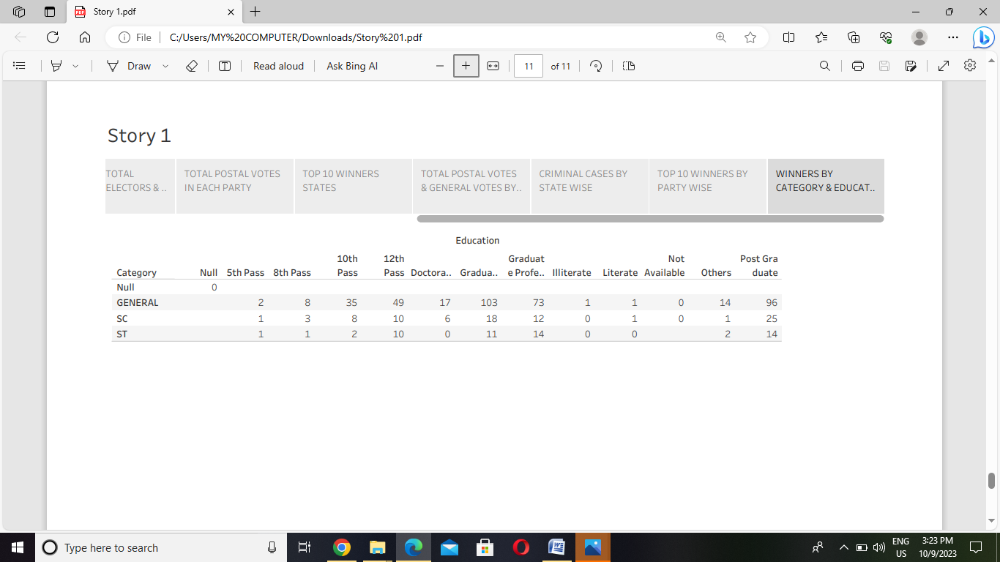 Story 1.pdf
File
C:/Users/MY%20COMPUTER/Downloads/Story%201.pdf
Draw
Read aloud
Ask Bing AI
11
of 11
Story 1
TOTAL
ELECTORS & ..
TOTAL POSTAL VOTES
IN EACH PARTY
TOP 10 WINNERS
STATES
TOTAL POSTAL VOTES
& GENERAL VOTES BY..
CRIMINAL CASES BY
STATE WISE
TOP 10 WINNERS BY
PARTY WISE
WINNERS BY
CATEGORY & EDUCAT..
Education
10th 12th Graduat Not Post Gra
Category Null 5th Pass 8th Pass Pass Pass Doctora.. Gradua.. e Profe.. Illiterate Literate Available Others duate
Null 0
GENERAL 2 8 35 49 17 103 73 1 1 0 14 96
SC 1 3 8 10 6 18 12 0 1 0 1 25
ST 1 1 2 10 0 11 14 0 0 2 14
Type here to search
ENG
US
3:23 PM
10/9/2023